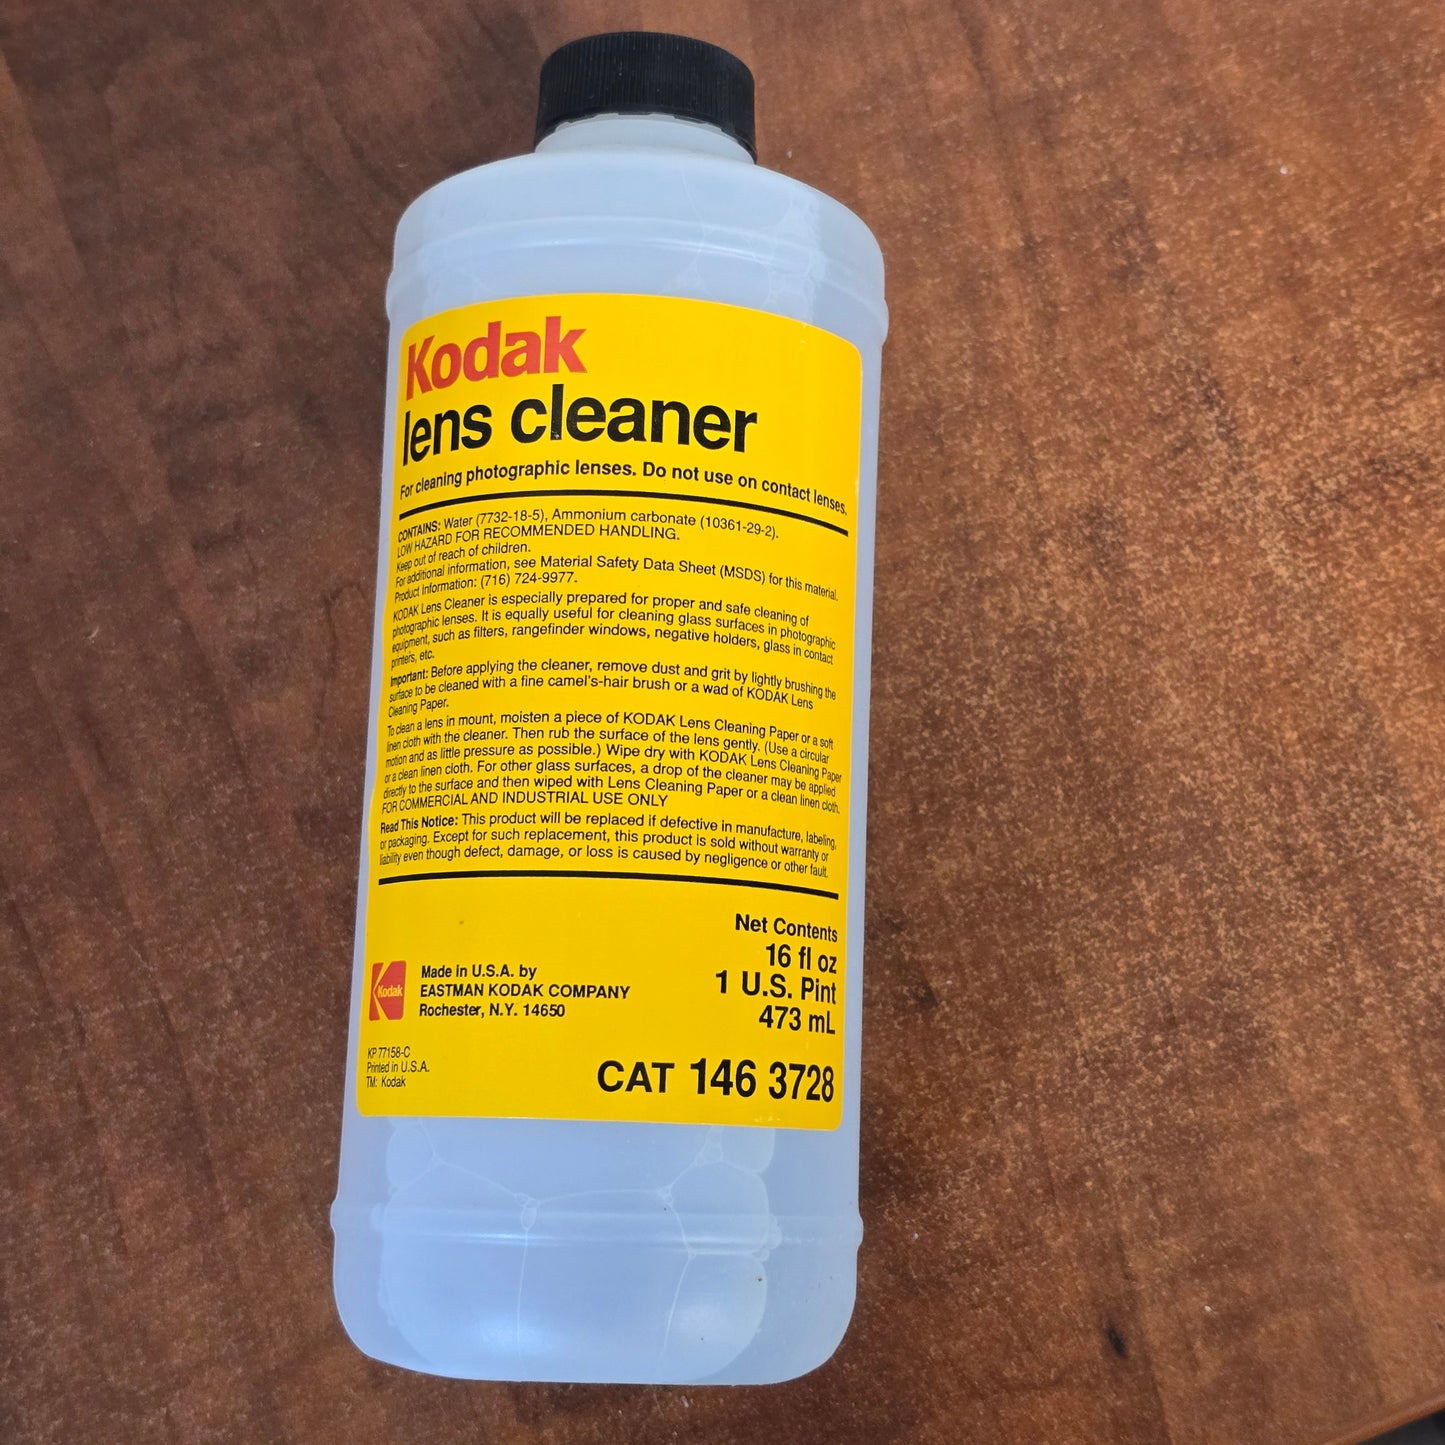 Kodak
lens cleaner
For cleaning photographic lenses. Do not use on contact lenses.
CONTAINS: Water (7732-18-5), Ammonium carbonate (10361-29-2).
LOW HAZARD FOR RECOMMENDED HANDLING.
Keep out of reach of children.
For additional information, see Material Safety Data Sheet (MSDS) for this material.
Product Information: (716) 724-9977.
KODAK Lens Cleaner is especially prepared for proper and safe cleaning of
photographic lenses. It is equally useful for cleaning glass surfaces in photographic
equipment, such as filters, rangefinder windows, negative holders, glass in contact
printers, etc.
Important: Before applying the cleaner, remove dust and grit by lightly brushing the
surface to be cleaned with a fine camel's-hair brush or a wad of KODAK Lens
Cleaning Paper.
To clean a lens in mount, moisten a piece of KODAK Lens Cleaning Paper or a soft
linen cloth with the cleaner. Then rub the surface of the lens gently. (Use a circular
motion and as little pressure as possible.) Wipe dry with KODAK Lens Cleaning Paper
or a clean linen cloth. For other glass surfaces, a drop of the cleaner may be applied
directly to the surface and then wiped with Lens Cleaning Paper or a clean linen cloth.
FOR COMMERCIAL AND INDUSTRIAL USE ONLY
Read This Notice: This product will be replaced if defective in manufacture, labeling,
or packaging. Except for such replacement, this product is sold without warranty or
liability even though defect, damage, or loss is caused by negligence or other fault.
Net Contents
16 fl oz
1 U.S. Pint
473 mL
Kodak
Made in U.S.A. by
EASTMAN KODAK COMPANY
Rochester, N.Y. 14650
KP 77158-C
Printed in U.S.A.
TM: Kodak
CAT 146 3728